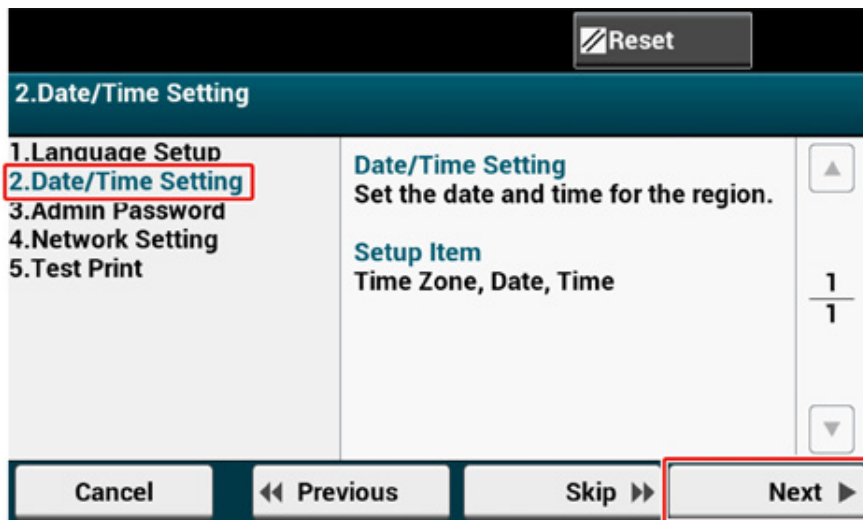 Reset
2.Date/Time Setting
1.Language Setup
2.Date/Time Setting
3.Admin Password
4.Network Setting
5.Test Print
Date/Time Setting
Set the date and time for the region.
Setup Item
Time Zone, Date, Time
1
1
Cancel
Previous
Skip
Next